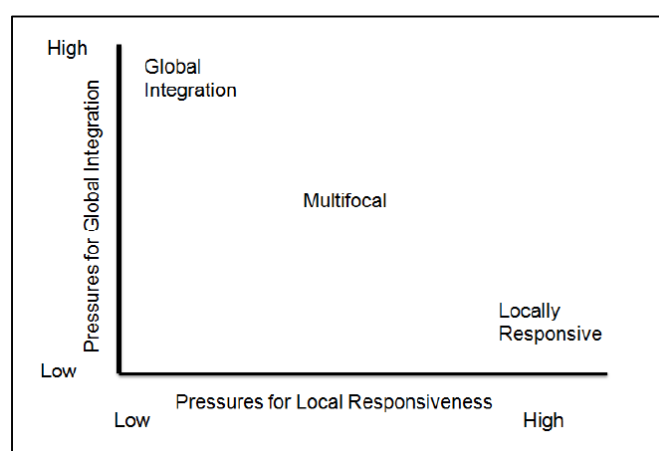 High
Global
Integration
Pressures for Global Integration
Multifocal
Locally
Responsive
Low
Pressures for Local Responsiveness
Low
High